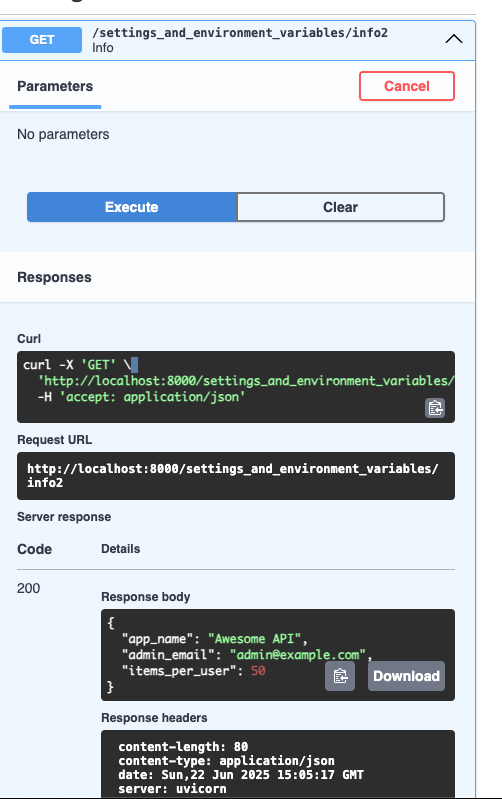 GET
/settings_and_environment_variables/info2
Info
Parameters
Cancel
No parameters
Execute
Clear
Responses
Curl
curl -X 'GET' \
'http://localhost:8000/settings_and_environment_variables/
-H 'accept: application/json'
Request URL
http://localhost:8000/settings_and_environment_variables/
info2
Server response
Code
Details
200
Response body
{
"app_name": "Awesome API",
"admin_email": "admin@example.com",
"items_per_user": 50
}
Download
Response headers
content-length: 80
content-type: application/json
date: Sun,22 Jun 2025 15:05:17 GMT
server: uvicorn